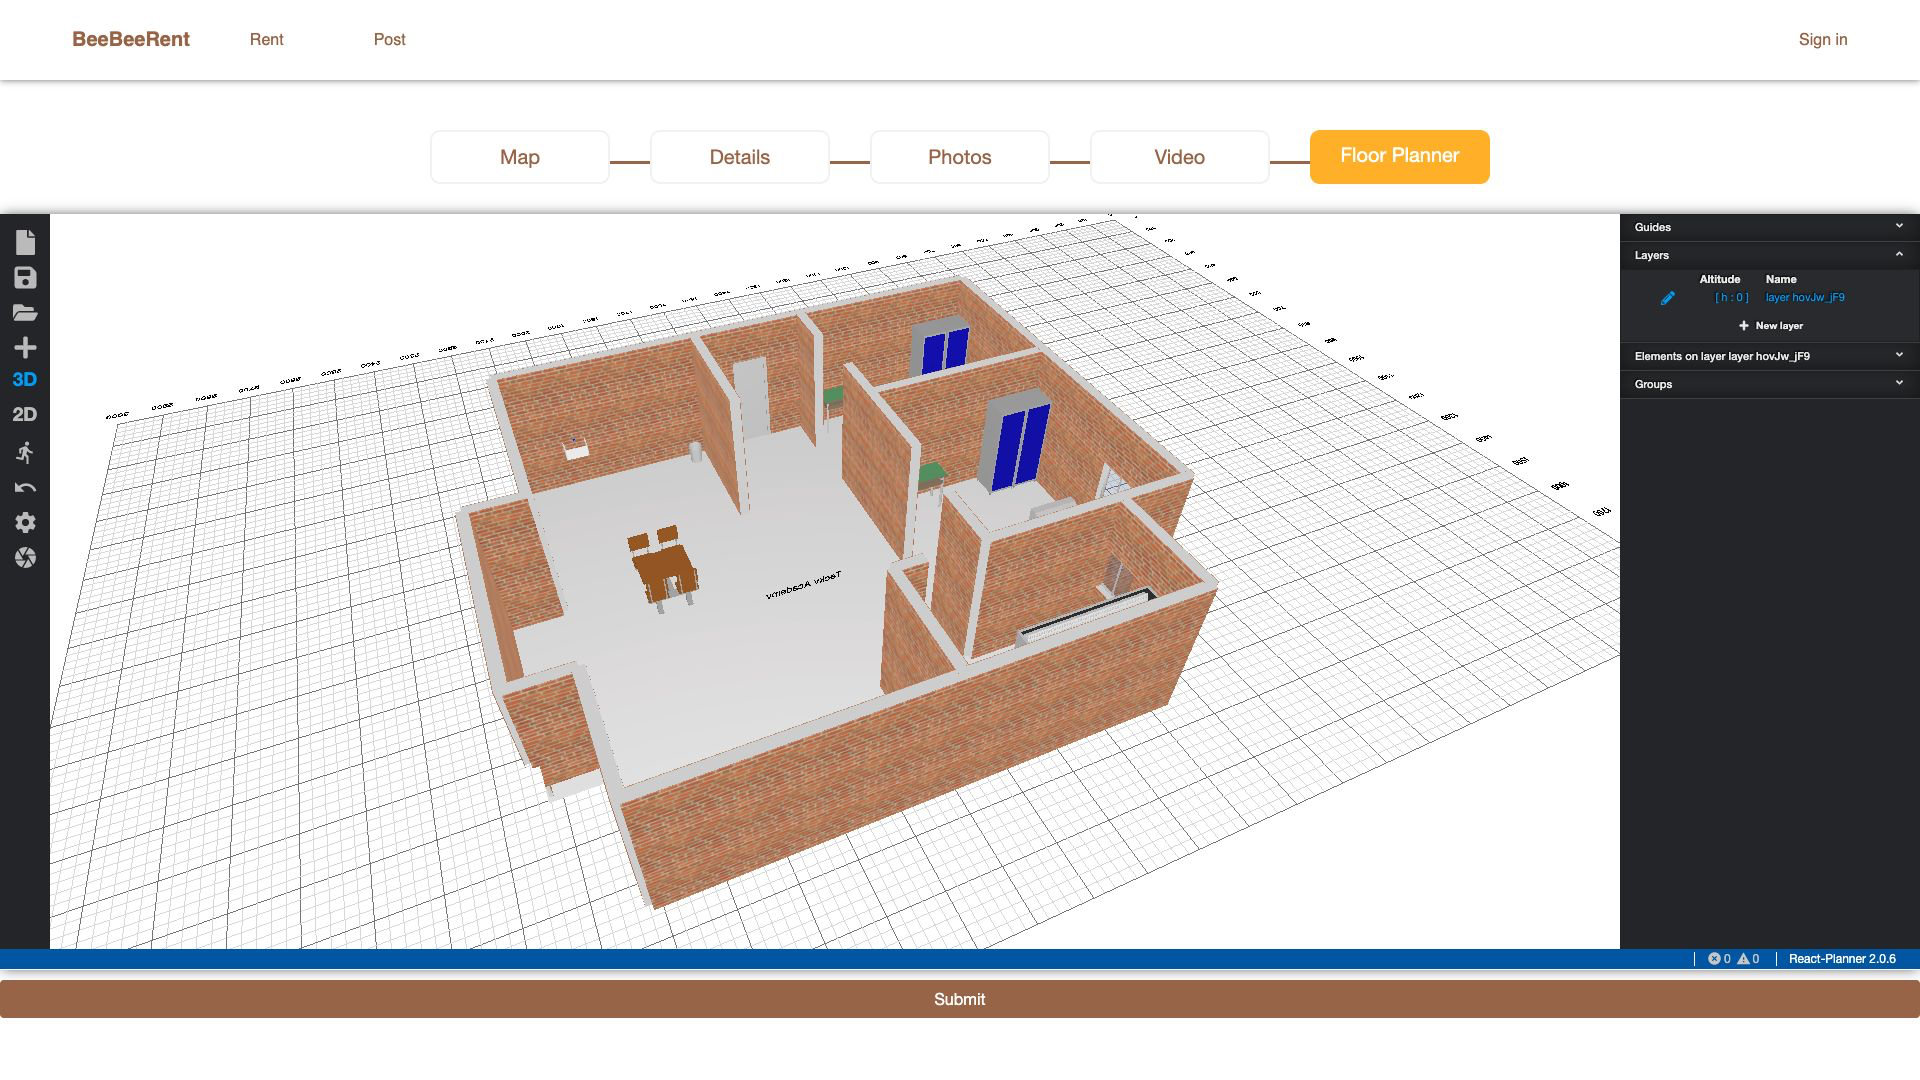 BeeBeeRent Rent Post Sign in
Map Details Photos Video Floor Planner
Guides
Layers
Altitude Name
[ h : 0 ] layer hovJw_jF9
New layer
Elements on layer layer hovJw_jF9
Groups
3D
2D
Tecky Academy
0 0 React-Planner 2.0.6
Submit